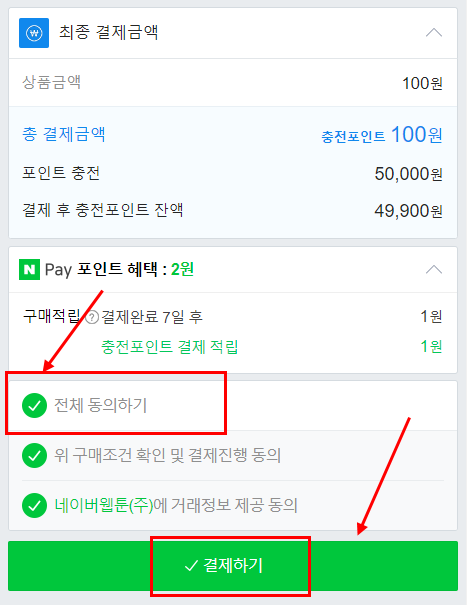 최종 결제금액
상품금액 100원
총 결제금액 충전포인트 100원
포인트 충전 50,000원
결제 후 충전포인트 잔액 49,900원
N Pay 포인트 혜택 : 2원
구매적립 ? 결제완료 7일 후 1원
충전포인트 결제 적립 1원
전체 동의하기
위 구매조건 확인 및 결제진행 동의
네이버웹툰(주)에 거래정보 제공 동의
결제하기